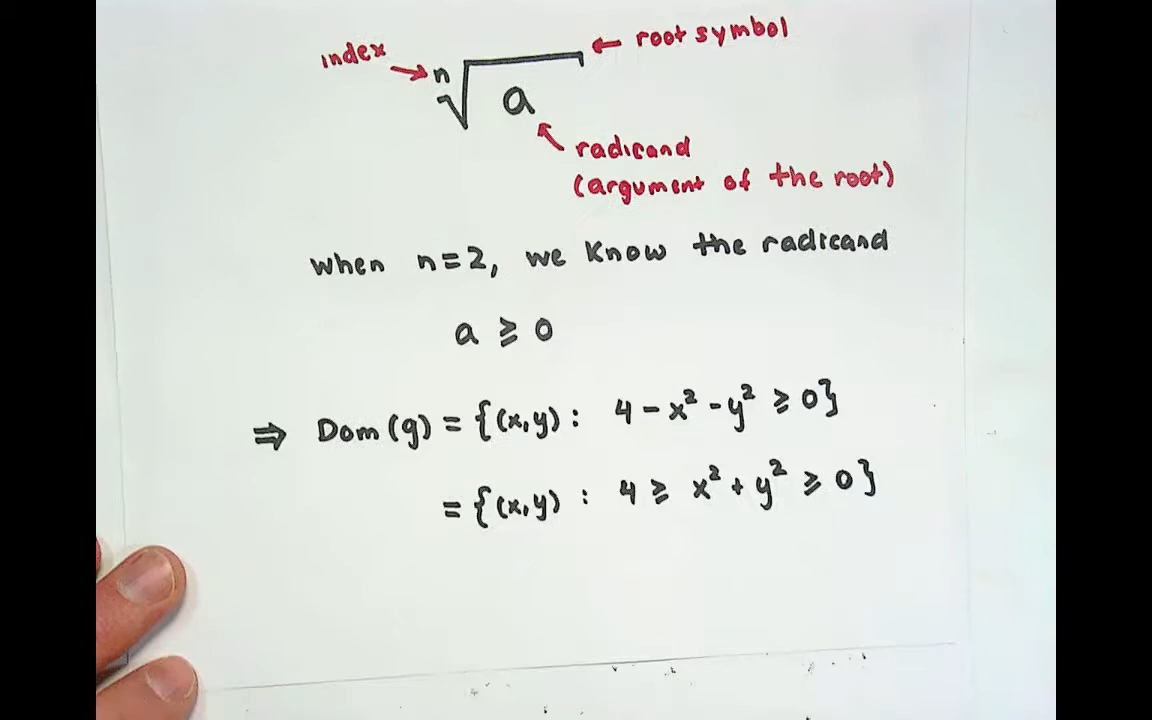 index
n
← root symbol
√a
radicand
(argument of the root)
when n=2, we know the radicand
a ≥ 0
⇒ Dom(g) = {(x,y) : 4 - x² - y² ≥ 0}
= {(x,y) : 4 ≥ x² + y² ≥ 0}